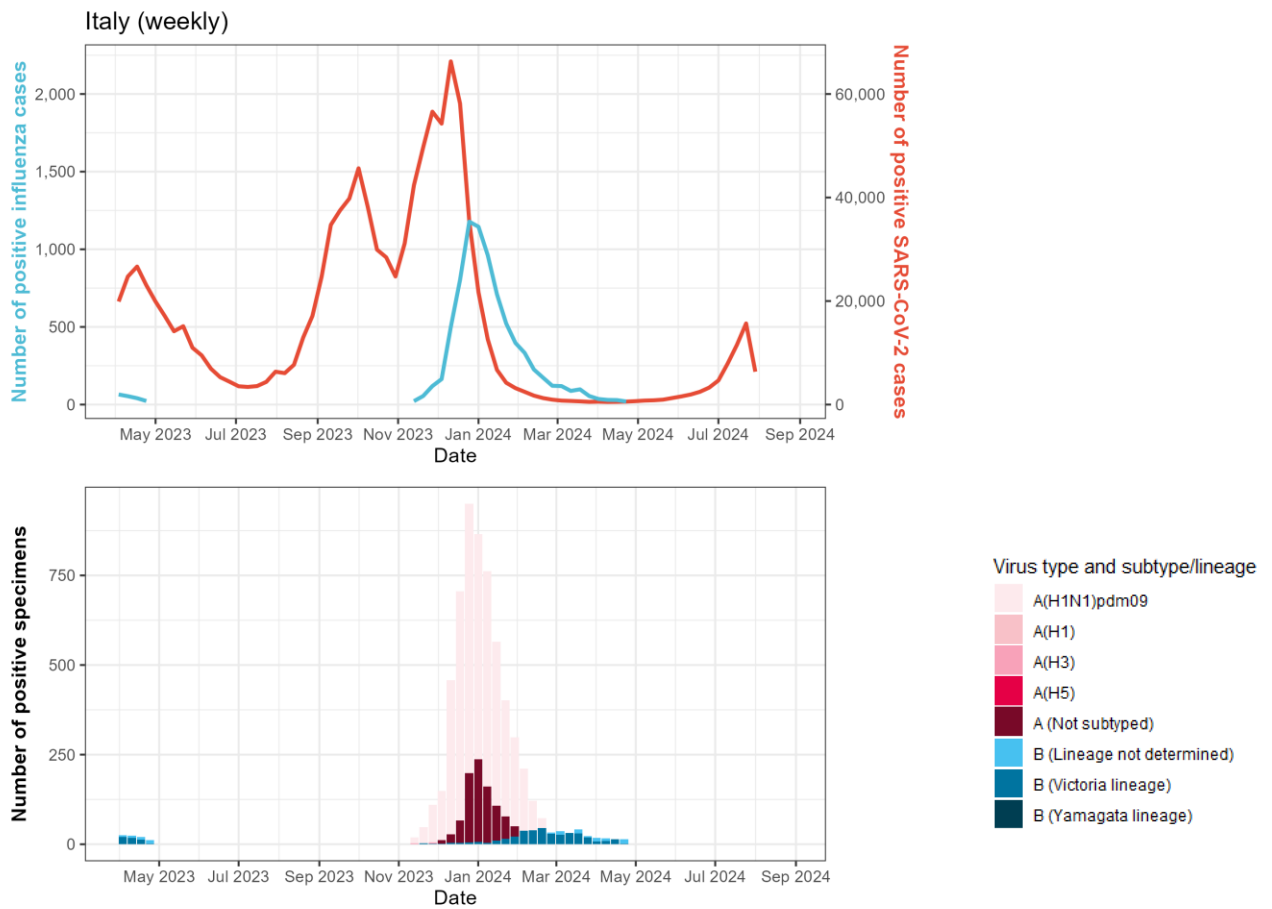 Italy (weekly)
Number of positive influenza cases
2,000
1,500
1,000
500
0
60,000
40,000
20,000
0
Number of positive SARS-CoV-2 cases
May 2023 Jul 2023 Sep 2023 Nov 2023 Jan 2024 Mar 2024 May 2024 Jul 2024 Sep 2024
Date
Number of positive specimens
750
500
250
0
May 2023 Jul 2023 Sep 2023 Nov 2023 Jan 2024 Mar 2024 May 2024 Jul 2024 Sep 2024
Date
Virus type and subtype/lineage
A(H1N1)pdm09
A(H1)
A(H3)
A(H5)
A (Not subtyped)
B (Lineage not determined)
B (Victoria lineage)
B (Yamagata lineage)